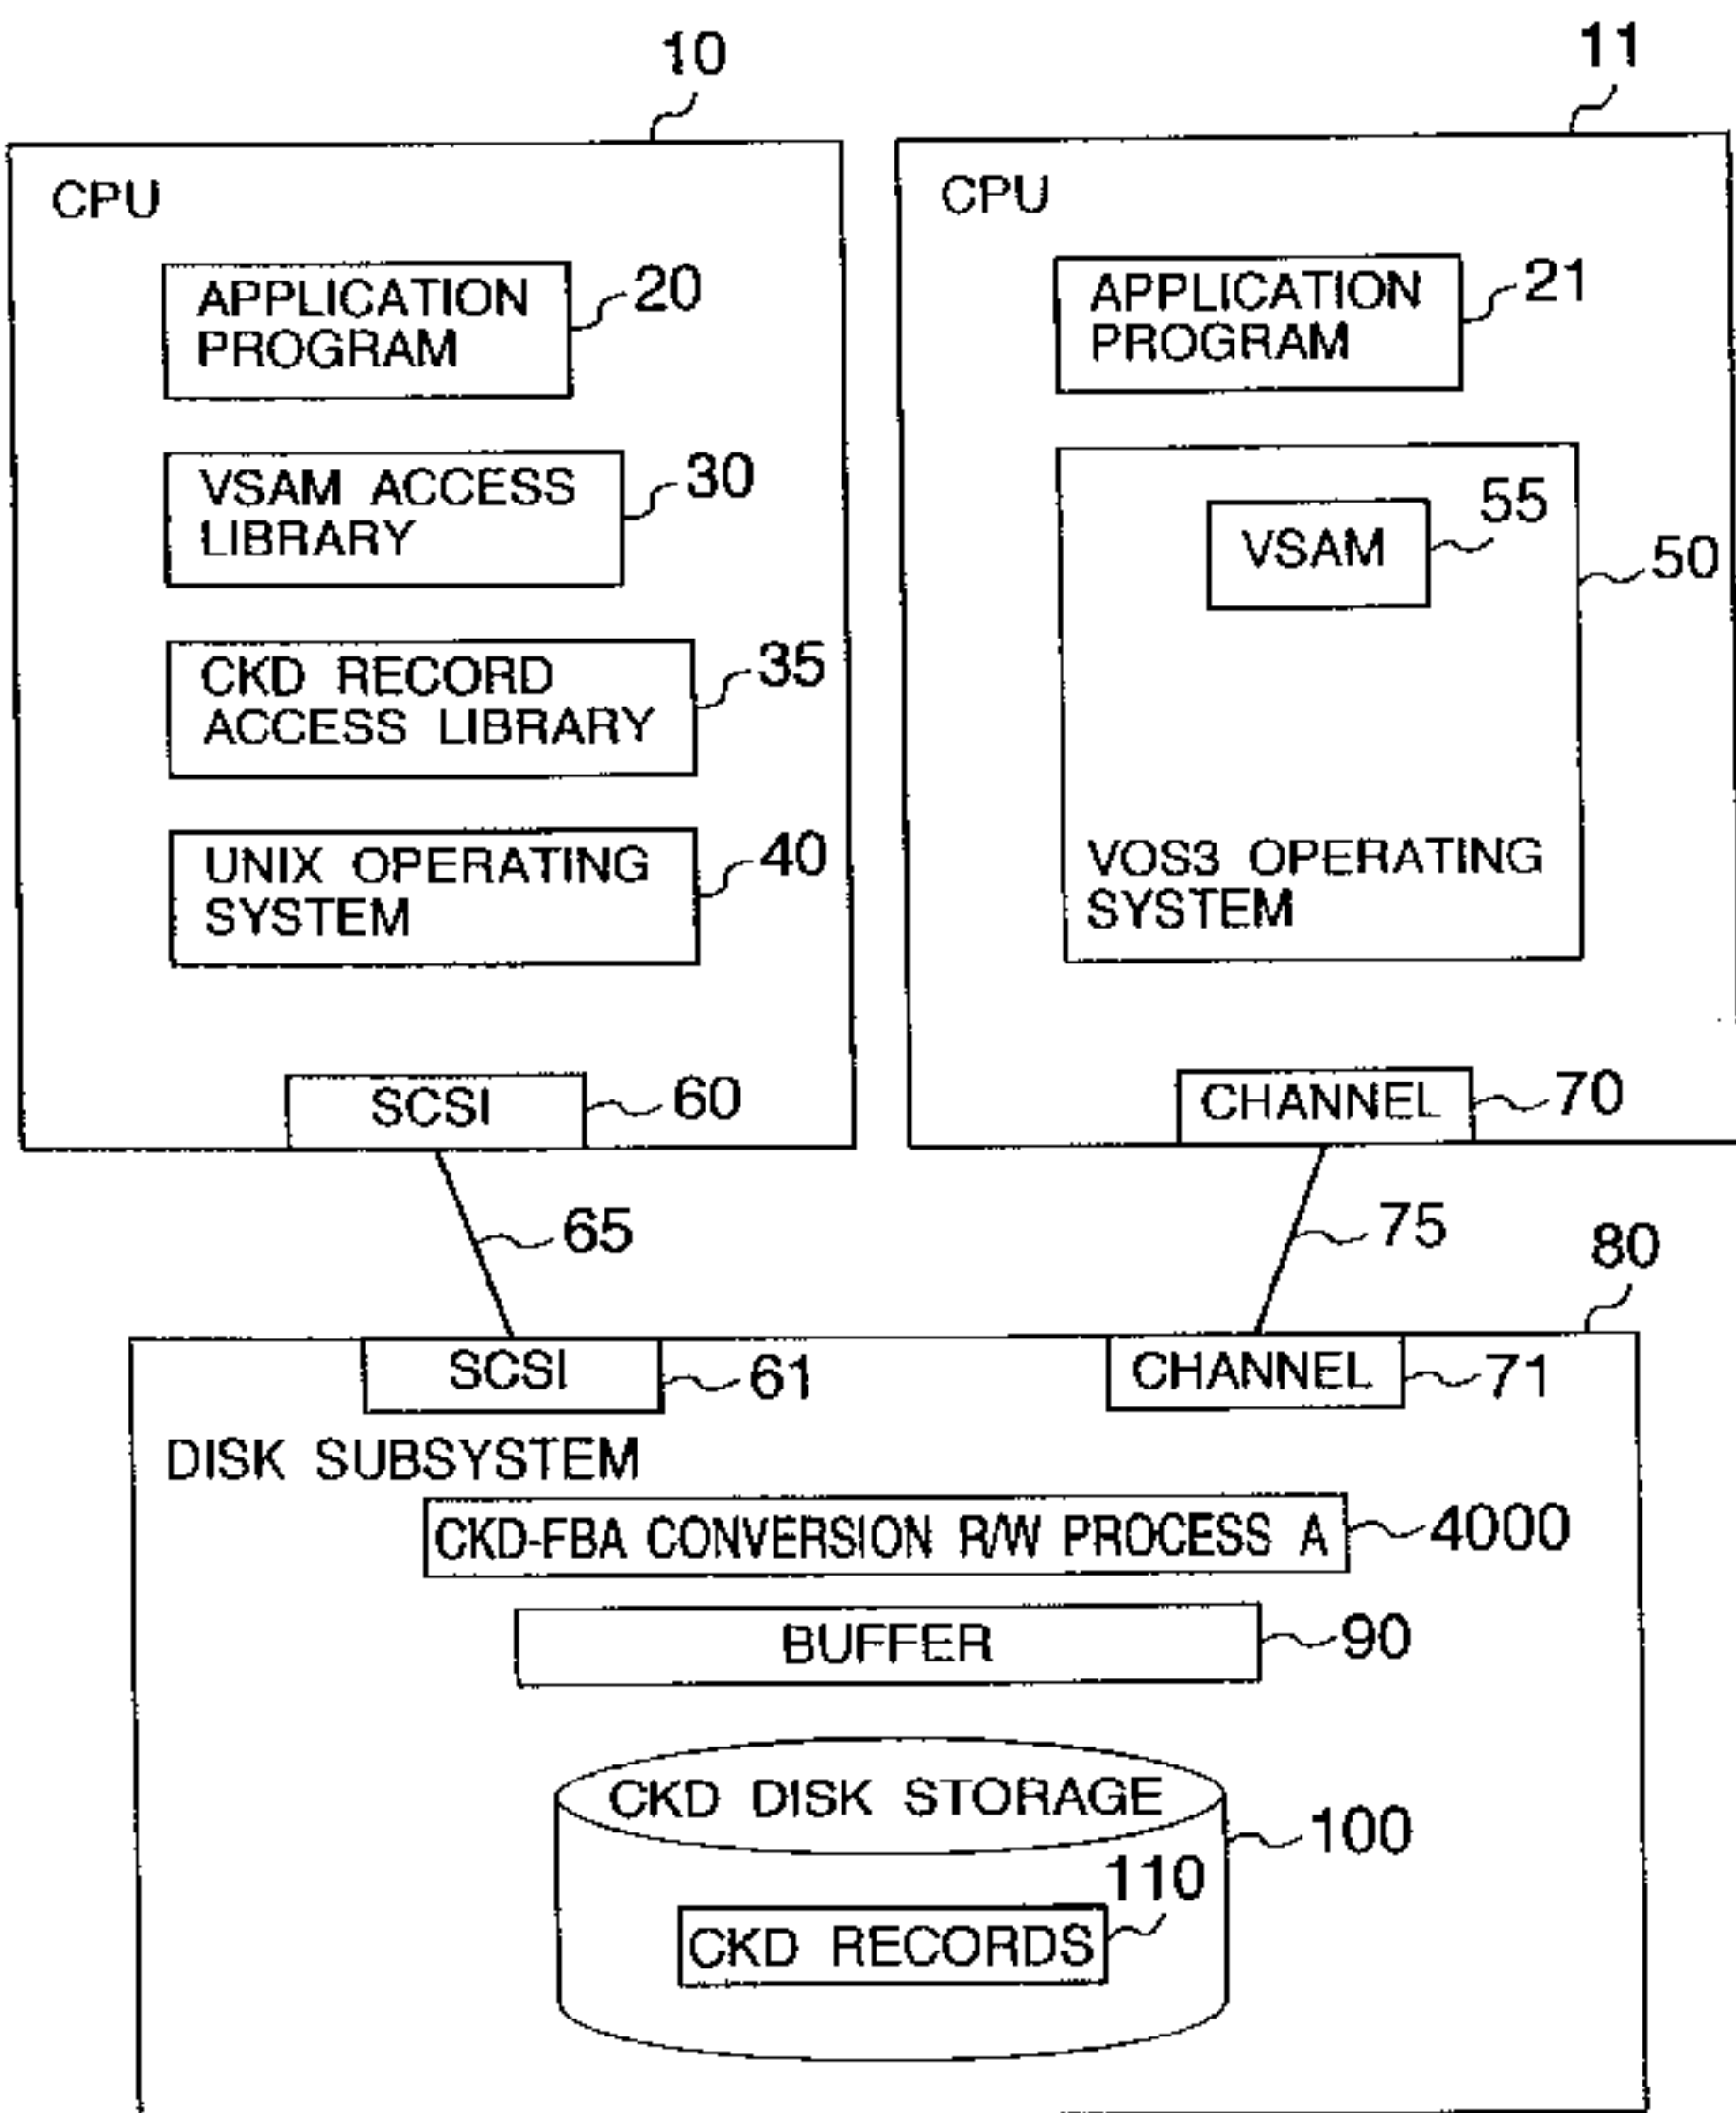 10
11
CPU
CPU
APPLICATION
PROGRAM
20
APPLICATION
PROGRAM
21
VSAM ACCESS
LIBRARY
30
VSAM
55
50
CKD RECORD
ACCESS LIBRARY
35
UNIX OPERATING
SYSTEM
40
VOS3 OPERATING
SYSTEM
SCSI
60
CHANNEL
70
65
75
80
SCSI
61
CHANNEL
71
DISK SUBSYSTEM
CKD-FBA CONVERSION R/W PROCESS A
4000
BUFFER
90
CKD DISK STORAGE
100
110
CKD RECORDS